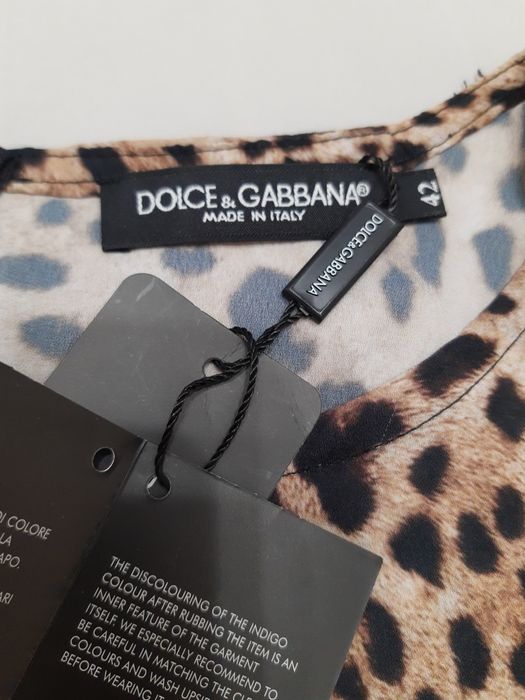 DOLCE & GABBANA®
MADE IN ITALY
42
DOLCE&GABBANA
DI COLORE
LA
APO.
ARI
THE DISCOLOURING OF THE INDIGO
COLOUR AFTER RUBBING THE ITEM IS AN
INNER FEATURE OF THE GARMENT
ITSELF. WE ESPECIALLY RECOMMEND TO
BE CAREFUL IN MATCHING THE
COLOURS AND WASH
BEFORE WEARING